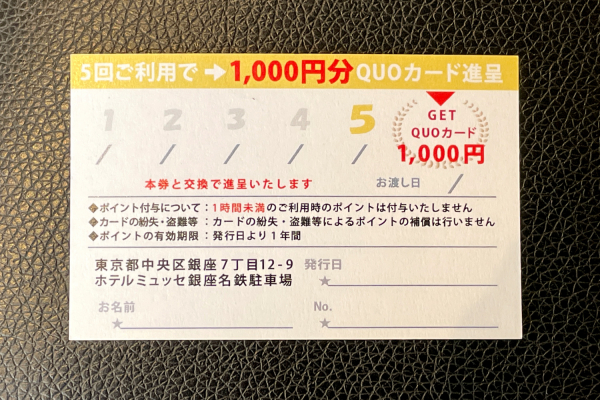 5回ご利用で➡1,000円分QUOカード進呈
1 2 3 4 5
GET
QUOカード
1,000円
/ / / / /
本券と交換で進呈いたします お渡し日 /
◆ポイント付与について：1時間未満のご利用時のポイントは付与いたしません
◆カードの紛失・盗難等：カードの紛失・盗難等によるポイントの補償は行いません
◆ポイントの有効期限：発行日より1年間
東京都中央区銀座7丁目12-9
ホテルミュッセ銀座名鉄駐車場
発行日
★
お名前
★
No.
★